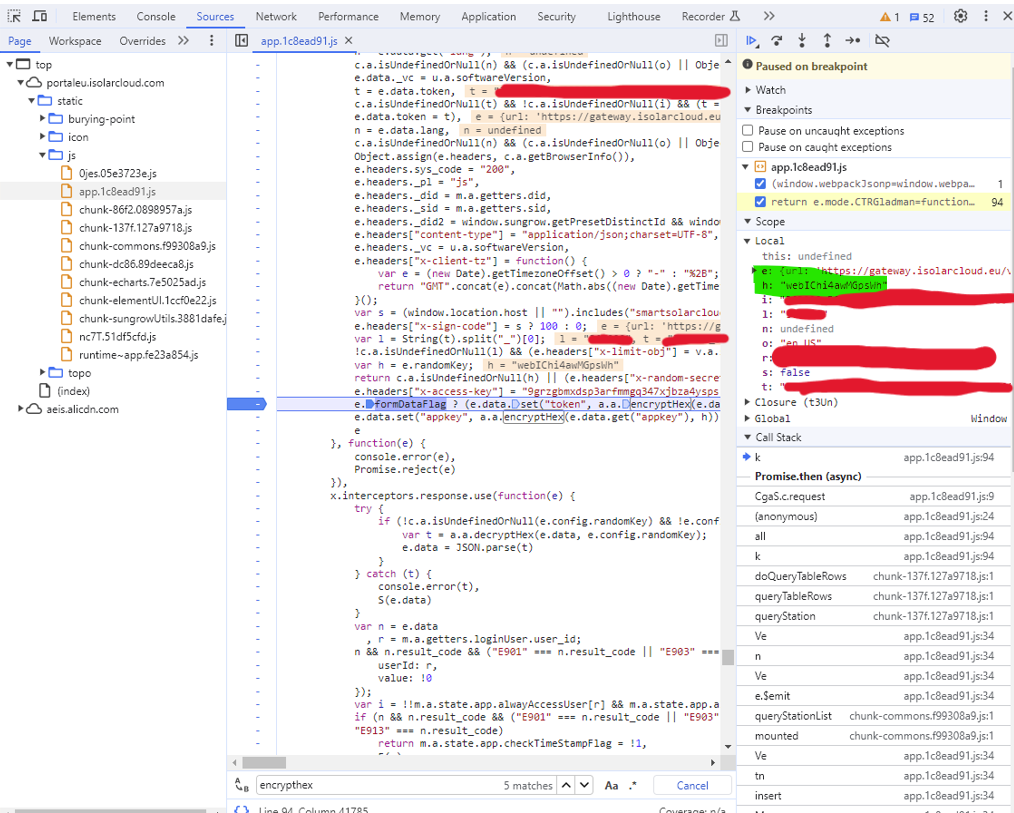 Elements Console Sources Network Performance Memory Application Security Lighthouse Recorder 1 52
Page Workspace Overrides
app.1c8ead91.js
top
portaleu.isolarcloud.com
static
burying-point
icon
js
0jes.05e3723e.js
app.1c8ead91.js
chunk-86f2.0898957a.js
chunk-137f.127a9718.js
chunk-commons.f99308a9.js
chunk-dc86.89deeca8.js
chunk-echarts.7e5025ad.js
chunk-elementUI.1ccf0e22.js
chunk-sungrowUtils.3881dafe.j
nc7T.51df5cfd.js
runtime~app.fe23a854.js
topo
(index)
aeis.alicdn.com
c.a.isUndefinedOrNull(n) && (c.a.isUndefinedOrNull(o) || Obje
e.data._vc = u.a.softwareVersion,
t = e.data.token, t = "
c.a.isUndefinedOrNull(t) && !c.a.isUndefinedOrNull(i) && (t =
e.data.token = t), e = {url: 'https://gateway.isolarcloud.eu
n = e.data.lang, n = undefined
c.a.isUndefinedOrNull(n) && (c.a.isUndefinedOrNull(o) || Obje
Object.assign(e.headers, c.a.getBrowserInfo()),
e.headers.sys_code = "200",
e.headers._pl = "js",
e.headers._did = m.a.getters.did,
e.headers._sid = m.a.getters.sid,
e.headers._did2 = window.sungrow.getPresetDistinctId && windo
e.headers["content-type"] = "application/json;charset=UTF-8",
e.headers._vc = u.a.softwareVersion,
e.headers["x-client-tz"] = function() {
var e = (new Date).getTimezoneOffset() > 0 ? "-" : "%2B";
return "GMT".concat(e).concat(Math.abs((new Date).getTime
}();
var s = (window.location.host || "").includes("smartsolarclou
e.headers["x-sign-code"] = s ? 100 : 0; e = {url: 'https://g
var l = String(t).split("_")[0]; l = " , t =
!c.a.isUndefinedOrNull(l) && (e.headers["x-limit-obj"] = v.a.
var h = e.randomKey; h = "webIChi4awMGpsWh"
return c.a.isUndefinedOrNull(h) || (e.headers["x-random-secre
e.headers["x-access-key"] = "9grzgbmxdsp3arfmmgq347xjbza4ysps
e.formDataFlag ? (e.data.set("token", a.a.encryptHex(e.da
e.data.set("appkey", a.a.encryptHex(e.data.get("appkey"), h))
e
}, function(e) {
console.error(e),
Promise.reject(e)
}),
x.interceptors.response.use(function(e) {
try {
if (!c.a.isUndefinedOrNull(e.config.randomKey) && !e.conf
var t = a.a.decryptHex(e.data, e.config.randomKey);
e.data = JSON.parse(t)
}
} catch (t) {
console.error(t),
S(e.data)
}
var n = e.data
, r = m.a.getters.loginUser.user_id;
n && n.result_code && ("E901" === n.result_code || "E903" ===
userId: r,
value: !0
});
var i = !!m.a.state.app.alwayAccessUser[r] && m.a.state.app.a
if (n && n.result_code && ("E901" === n.result_code || "E903"
"E913" === n.result_code)
return m.a.state.app.checkTimeStampFlag = !1,
encrypthex 5 matches Aa .* Cancel
Line 94, Column 41785 Coverage: n/a
Paused on breakpoint
Watch
Breakpoints
Pause on uncaught exceptions
Pause on caught exceptions
app.1c8ead91.js
(window.webpackJsonp=window.webpa… 1
return e.mode.CTRGladman=function… 94
Scope
Local
this: undefined
e: {url: 'https://gateway.isolarcloud.eu/
h: "webIChi4awMGpsWh"
i:
l:
n: undefined
o: "en_US"
r:
s: false
t:
Closure (t3Un)
Global Window
Call Stack
k app.1c8ead91.js:94
Promise.then (async)
CgaS.c.request app.1c8ead91.js:9
(anonymous) app.1c8ead91.js:24
all app.1c8ead91.js:94
k app.1c8ead91.js:94
doQueryTableRows chunk-137f.127a9718.js:1
queryTableRows chunk-137f.127a9718.js:1
queryStation chunk-137f.127a9718.js:1
Ve app.1c8ead91.js:34
n app.1c8ead91.js:34
Ve app.1c8ead91.js:34
e.$emit app.1c8ead91.js:34
queryStationList chunk-commons.f99308a9.js:1
mounted chunk-commons.f99308a9.js:1
Ve app.1c8ead91.js:34
tn app.1c8ead91.js:34
insert app.1c8ead91.js:34